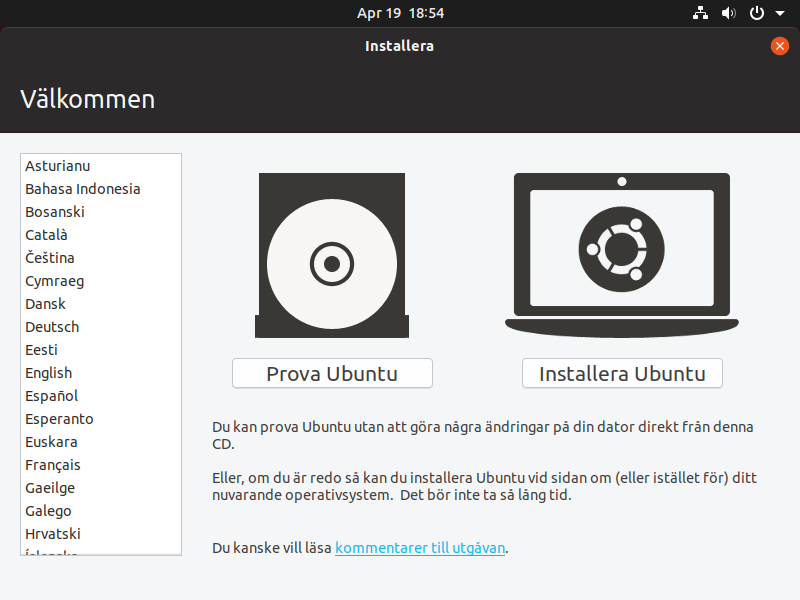 Apr 19 18:54
Installera
Välkommen
Asturianu
Bahasa Indonesia
Bosanski
Català
Čeština
Cymraeg
Dansk
Deutsch
Eesti
English
Español
Esperanto
Euskara
Français
Gaeilge
Galego
Hrvatski
Íslenska
Prova Ubuntu
Installera Ubuntu
Du kan prova Ubuntu utan att göra några ändringar på din dator direkt från denna
CD.
Eller, om du är redo så kan du installera Ubuntu vid sidan om (eller istället för) ditt
nuvarande operativsystem. Det bör inte ta så lång tid.
Du kanske vill läsa kommentarer till utgåvan.